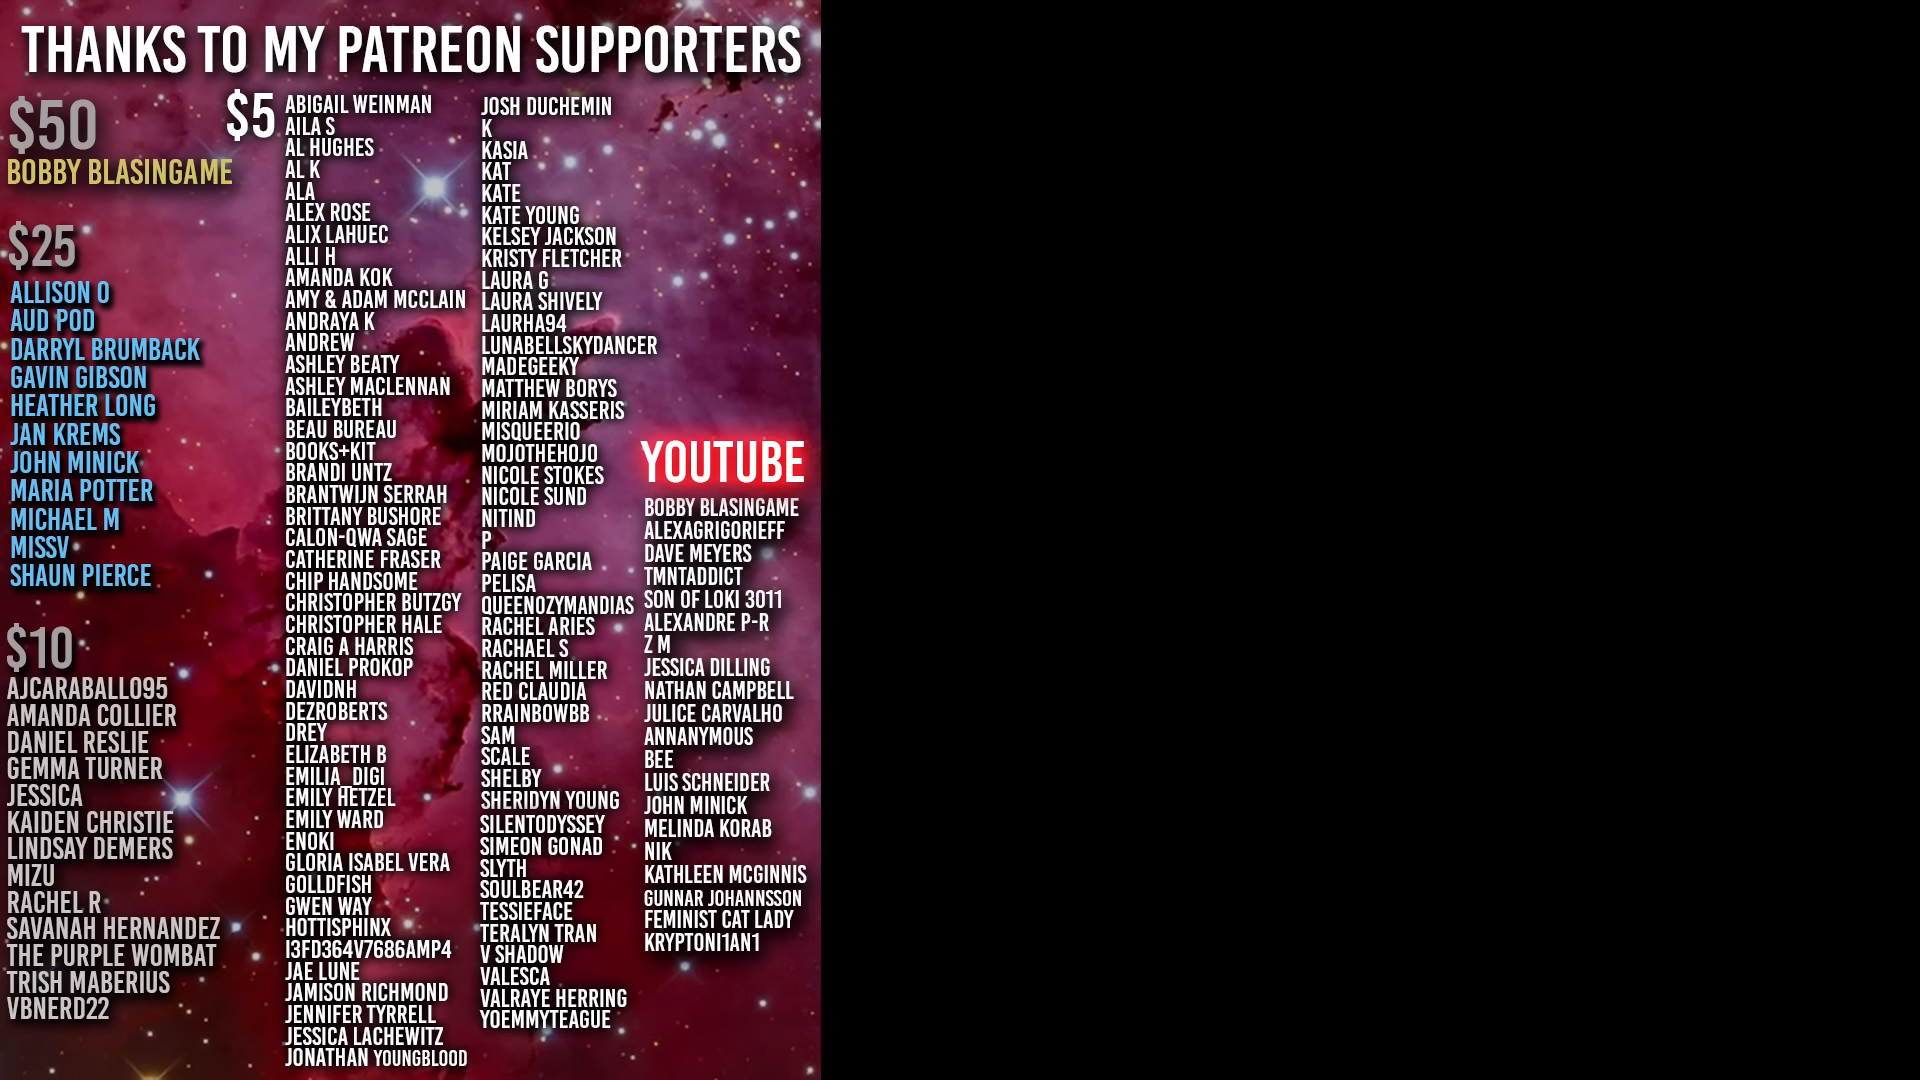 THANKS TO MY PATREON SUPPORTERS
$50
BOBBY BLASINGAME
$25
ALLISON O
AUD POD
DARRYL BRUMBACK
GAVIN GIBSON
HEATHER LONG
JAN KREMS
JOHN MINICK
MARIA POTTER
MICHAEL M
MISSV
SHAUN PIERCE
$10
AJCARABALLO95
AMANDA COLLIER
DANIEL RESLIE
GEMMA TURNER
JESSICA
KAIDEN CHRISTIE
LINDSAY DEMERS
MIZU
RACHEL R
SAVANAH HERNANDEZ
THE PURPLE WOMBAT
TRISH MABERIUS
VBNERD22
$5
ABIGAIL WEINMAN
AILA S
AL HUGHES
AL K
ALA
ALEX ROSE
ALIX LAHUEC
ALLI H
AMANDA KOK
AMY & ADAM MCCLAIN
ANDRAYA K
ANDREW
ASHLEY BEATY
ASHLEY MACLENNAN
BAILEYBETH
BEAU BUREAU
BOOKS+KIT
BRANDI UNTZ
BRANTWIJN SERRAH
BRITTANY BUSHORE
CALON-QWA SAGE
CATHERINE FRASER
CHIP HANDSOME
CHRISTOPHER BUTZGY
CHRISTOPHER HALE
CRAIG A HARRIS
DANIEL PROKOP
DAVIDNH
DEZROBERTS
DREY
ELIZABETH B
EMILIA_DIGI
EMILY HETZEL
EMILY WARD
ENOKI
GLORIA ISABEL VERA
GOLLDFISH
GWEN WAY
HOTTISPHINX
I3FD364V7686AMP4
JAE LUNE
JAMISON RICHMOND
JENNIFER TYRRELL
JESSICA LACHEWITZ
JONATHAN YOUNGBLOOD
JOSH DUCHEMIN
K
KASIA
KAT
KATE
KATE YOUNG
KELSEY JACKSON
KRISTY FLETCHER
LAURA G
LAURA SHIVELY
LAURHA94
LUNABELLSKYDANCER
MADEGEEKY
MATTHEW BORYS
MIRIAM KASSERIS
MISQUEERIO
MOJOTHEHOJO
NICOLE STOKES
NICOLE SUND
NITIND
P
PAIGE GARCIA
PELISA
QUEENOZYMANDIAS
RACHEL ARIES
RACHAEL S
RACHEL MILLER
RED CLAUDIA
RRAINBOWBB
SAM
SCALE
SHELBY
SHERIDYN YOUNG
SILENTODYSSEY
SIMEON GONAD
SLYTH
SOULBEAR42
TESSIEFACE
TERALYN TRAN
V SHADOW
VALESCA
VALRAYE HERRING
YOEMMYTEAGUE
YOUTUBE
BOBBY BLASINGAME
ALEXAGRIGORIEFF
DAVE MEYERS
TMNTADDICT
SON OF LOKI 3011
ALEXANDRE P-R
Z M
JESSICA DILLING
NATHAN CAMPBELL
JULICE CARVALHO
ANNANYMOUS
BEE
LUIS SCHNEIDER
JOHN MINICK
MELINDA KORAB
NIK
KATHLEEN MCGINNIS
GUNNAR JOHANNSSON
FEMINIST CAT LADY
KRYPTONI1AN1